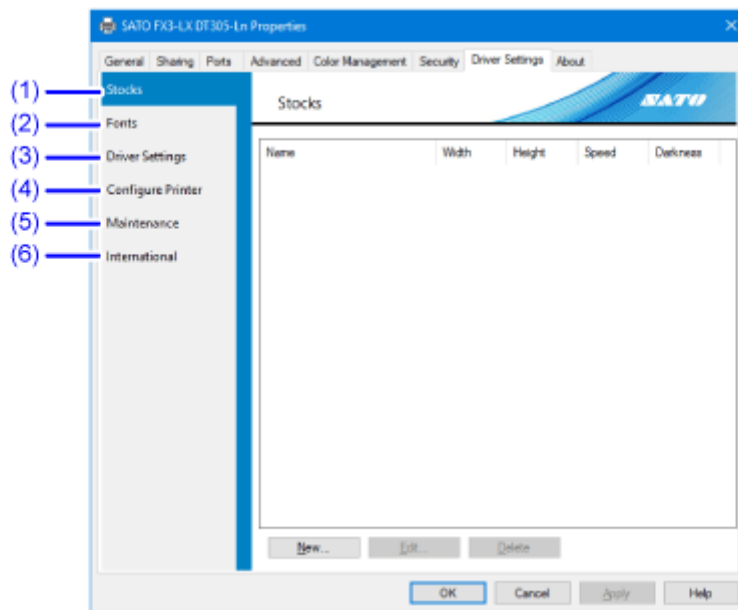 SATO FX3-LX DT305-Ln Properties
General Sharing Ports Advanced Color Management Security Driver Settings About
(1) Stocks
Stocks
SATO
(2) Fonts
(3) Driver Settings
Name Width Height Speed Darkness
(4) Configure Printer
(5) Maintenance
(6) International
New... Edit... Delete
OK Cancel Apply Help